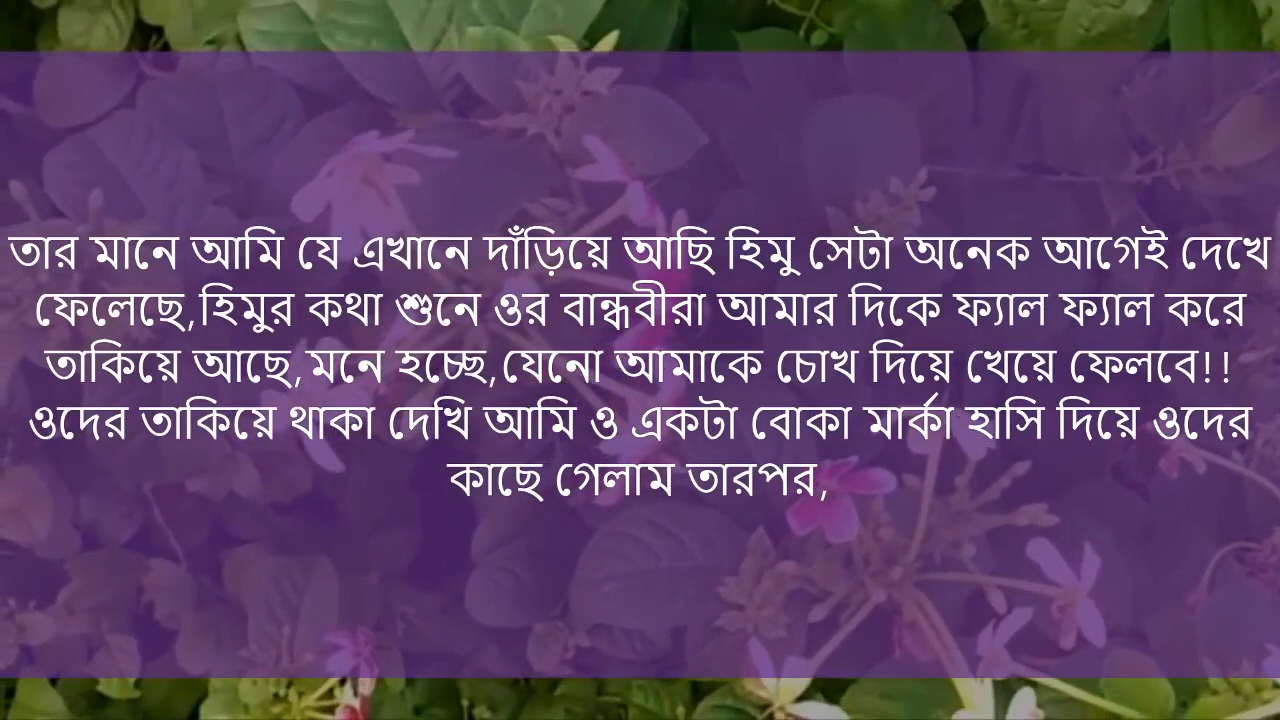 তার মানে আমি যে এখানে দাঁড়িয়ে আছি হিমু সেটা অনেক আগেই দেখে
ফেলেছে,হিমুর কথা শুনে ওর বান্ধবীরা আমার দিকে ফ্যাল ফ্যাল করে
তাকিয়ে আছে,মনে হচ্ছে,যেনো আমাকে চোখ দিয়ে খেয়ে ফেলবে!!
ওদের তাকিয়ে থাকা দেখি আমি ও একটা বোকা মার্কা হাসি দিয়ে ওদের
কাছে গেলাম তারপর,